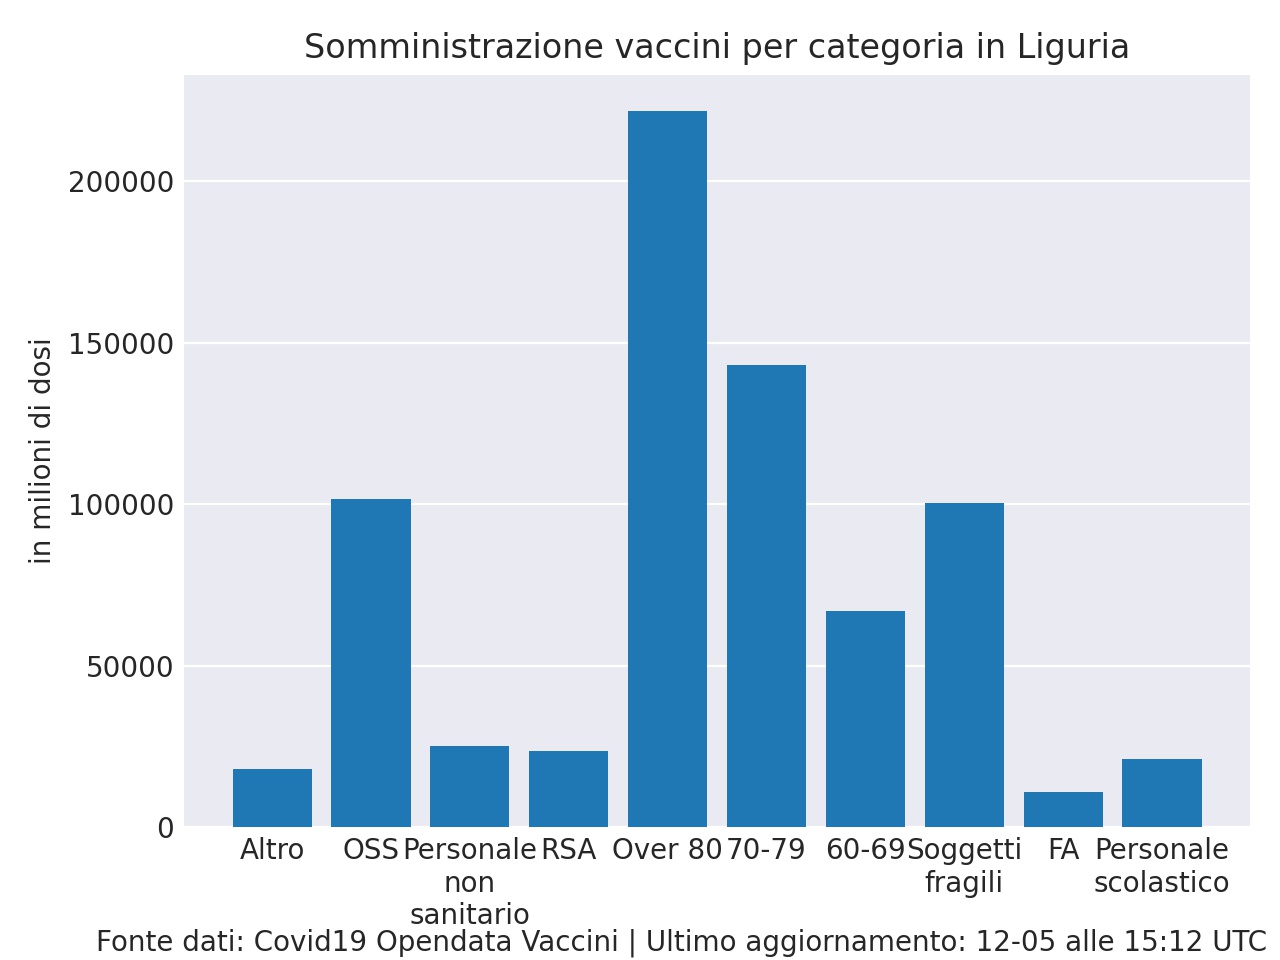 Somministrazione vaccini per categoria in Liguria
in milioni di dosi
200000
150000
100000
50000
0
Altro
OSS
Personale
non
sanitario
RSA
Over 80
70-79
60-69
Soggetti
fragili
FA
Personale
scolastico
Fonte dati: Covid19 Opendata Vaccini | Ultimo aggiornamento: 12-05 alle 15:12 UTC